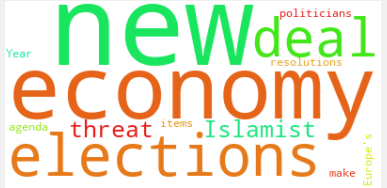 politicians
new deal
Year
resolutions
economy
agenda threat items Islamist
elections make
Europe's